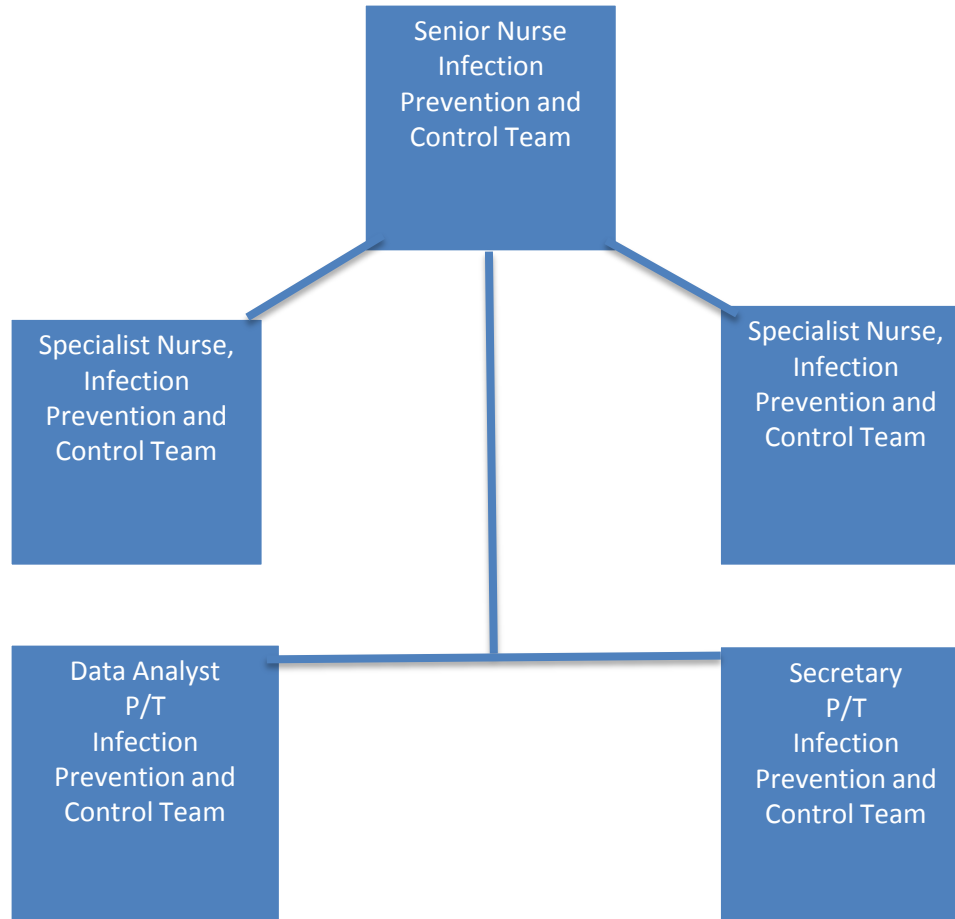 Senior Nurse
Infection
Prevention and
Control Team
Specialist Nurse,
Infection
Prevention and
Control Team
Specialist Nurse,
Infection
Prevention and
Control Team
Data Analyst
P/T
Infection
Prevention and
Control Team
Secretary
P/T
Infection
Prevention and
Control Team